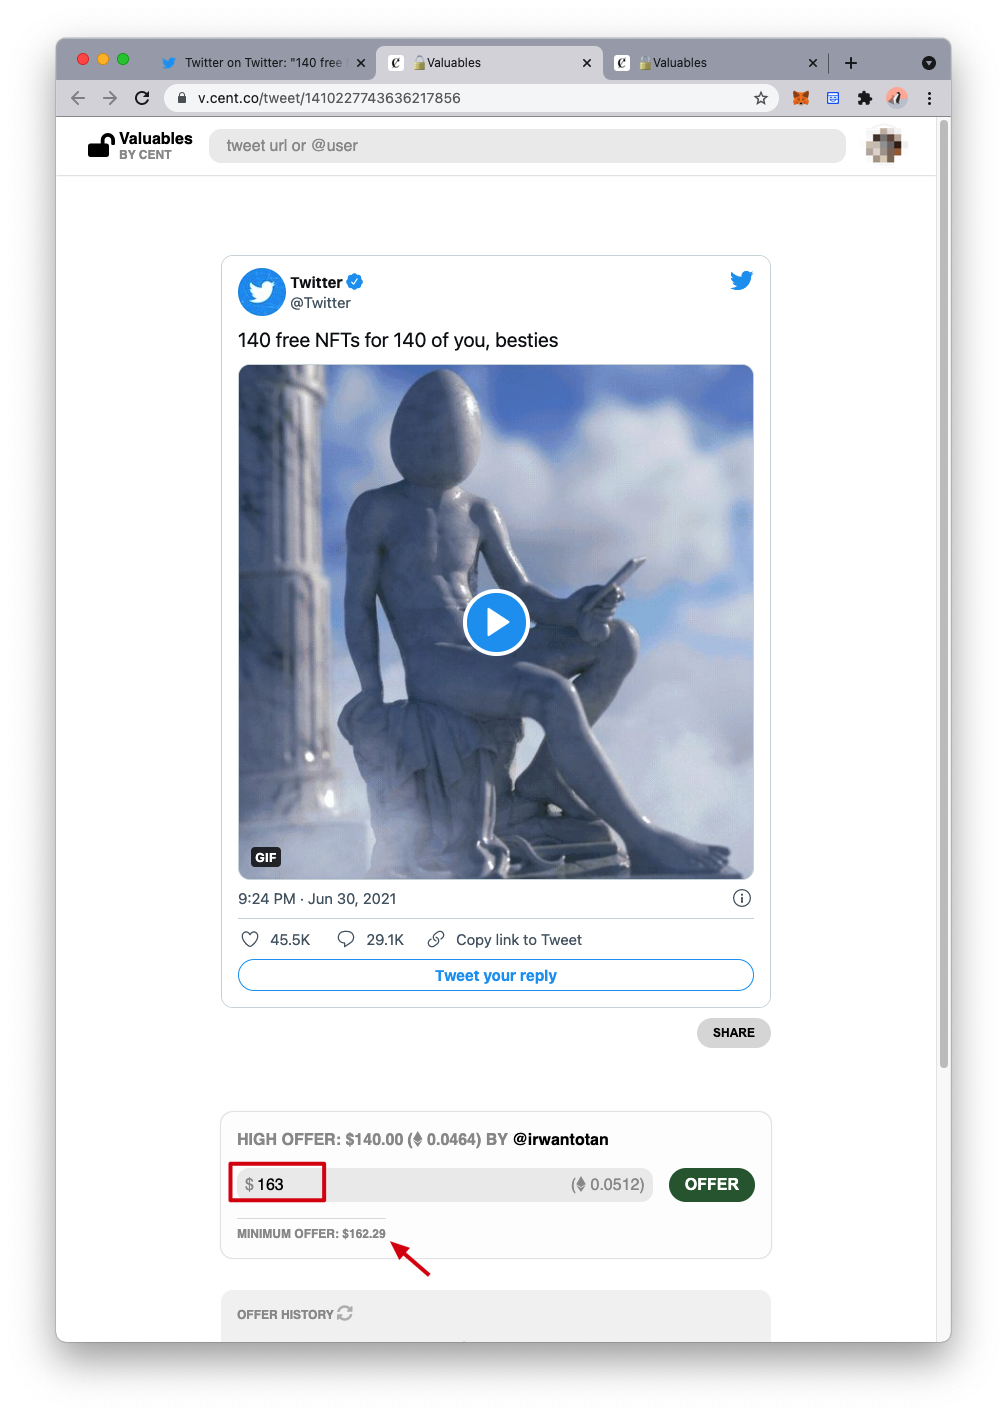 Twitter on Twitter: "140 free
Valuables
Valuables
v.cent.co/tweet/1410227743636217856
Valuables
BY CENT
tweet url or @user
Twitter
@Twitter
140 free NFTs for 140 of you, besties
GIF
9:24 PM · Jun 30, 2021
45.5K 29.1K Copy link to Tweet
Tweet your reply
SHARE
HIGH OFFER: $140.00 (⧫ 0.0464) BY @irwantotan
$ 163 (⧫ 0.0512) OFFER
MINIMUM OFFER: $162.29
OFFER HISTORY